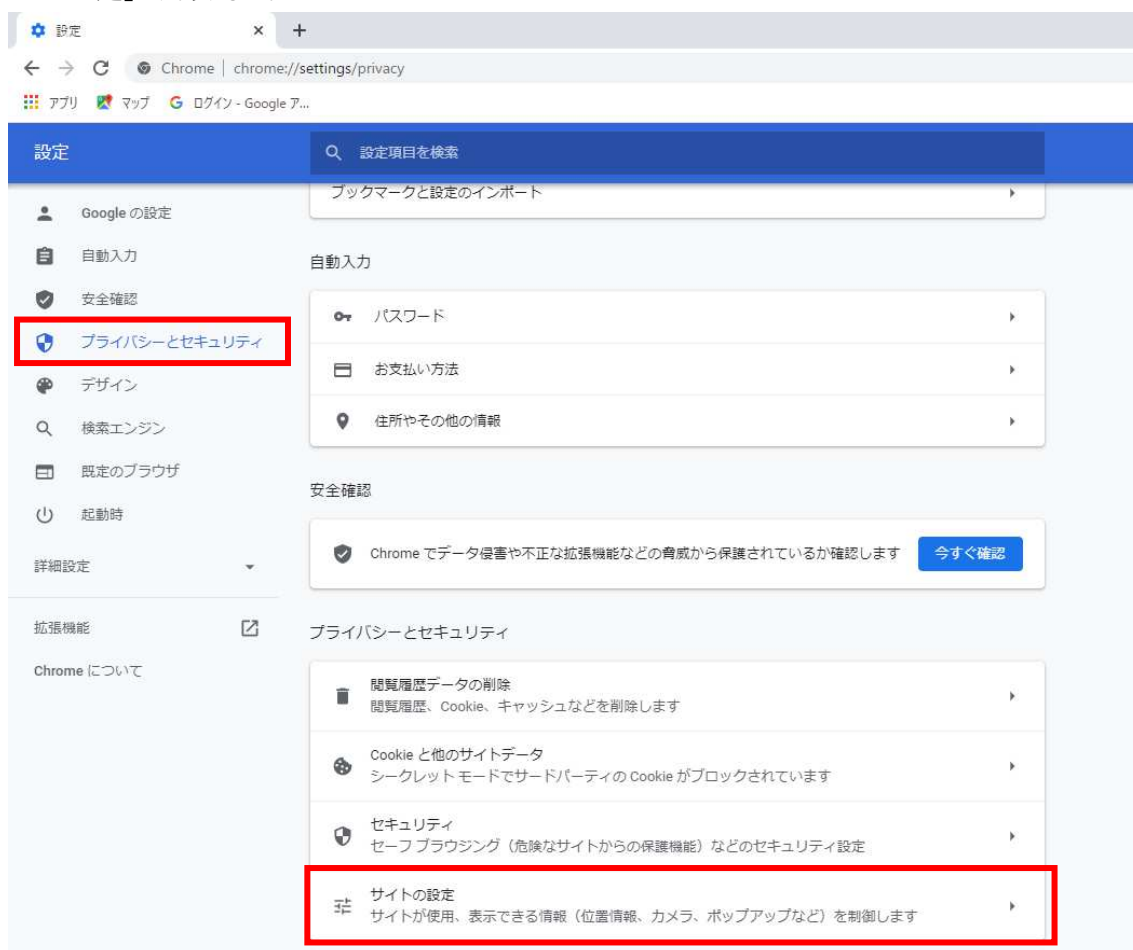 設定
Chrome | chrome://settings/privacy
アプリ マップ ログイン - Google ア...
設定
設定項目を検索
ブックマークと設定のインポート
Google の設定
自動入力
安全確認
プライバシーとセキュリティ
デザイン
検索エンジン
既定のブラウザ
起動時
詳細設定
拡張機能
Chrome について
自動入力
パスワード
お支払い方法
住所やその他の情報
安全確認
Chrome でデータ侵害や不正な拡張機能などの脅威から保護されているか確認します 今すぐ確認
プライバシーとセキュリティ
閲覧履歴データの削除
閲覧履歴、Cookie、キャッシュなどを削除します
Cookie と他のサイトデータ
シークレット モードでサードパーティの Cookie がブロックされています
セキュリティ
セーフ ブラウジング（危険なサイトからの保護機能）などのセキュリティ設定
サイトの設定
サイトが使用、表示できる情報（位置情報、カメラ、ポップアップなど）を制御します